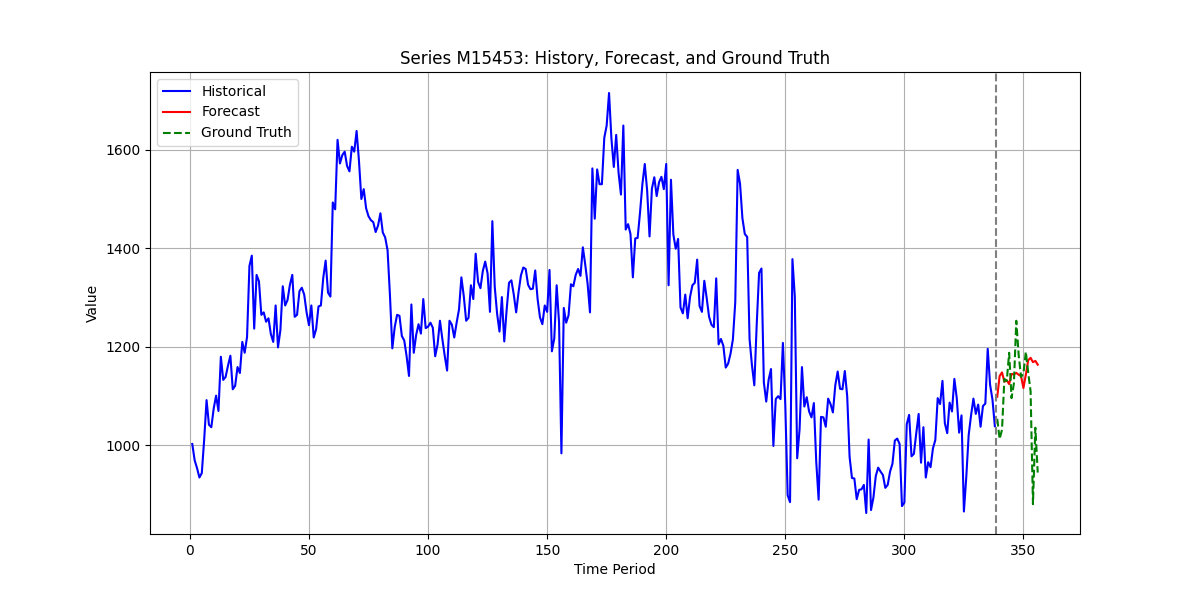 Series M15453: History, Forecast, and Ground Truth
Historical
Forecast
Ground Truth
1600
1400
1200
1000
Value
0 50 100 150 200 250 300 350
Time Period